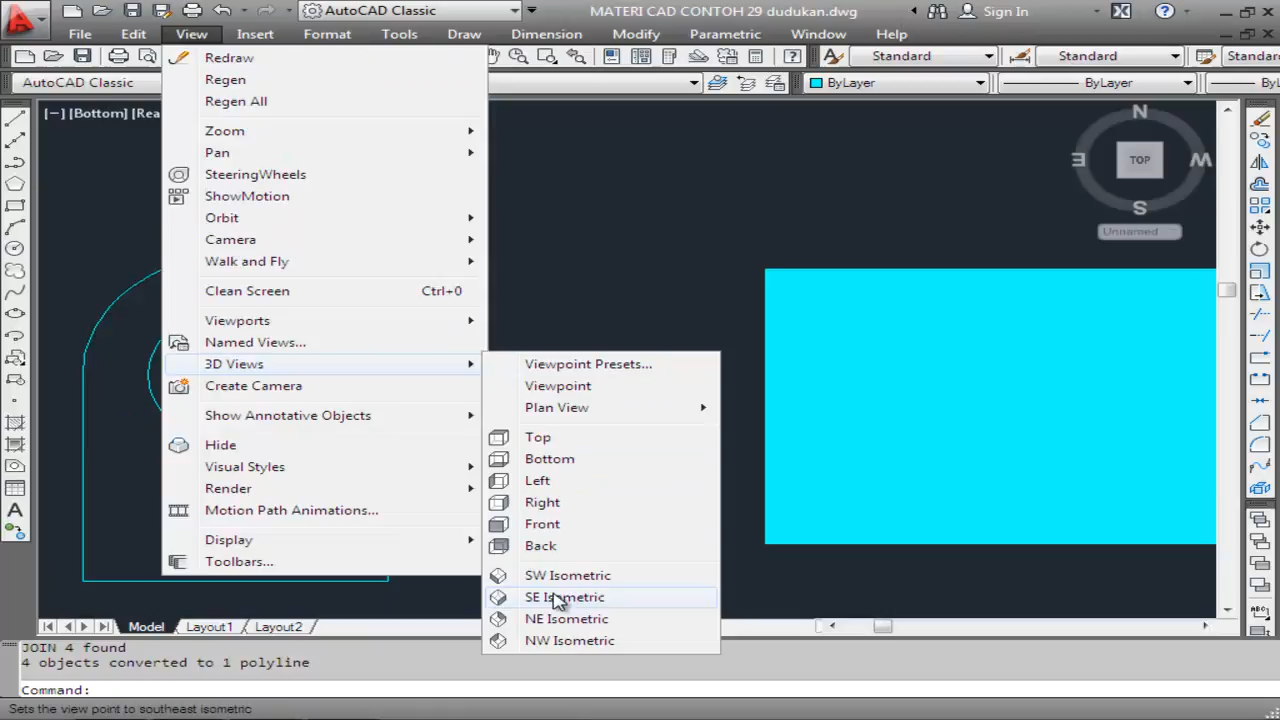 AutoCAD Classic
MATERI CAD CONTOH 29 dudukan.dwg
Sign In
File
Edit
View
Insert
Format
Tools
Draw
Dimension
Modify
Parametric
Window
Help
Standard
Standard
Standar
AutoCAD Classic
ByLayer
ByLayer
[−] [Bottom] [Rea
Redraw
Regen
Regen All
Zoom
Pan
SteeringWheels
ShowMotion
Orbit
Camera
Walk and Fly
Clean Screen Ctrl+0
Viewports
Named Views...
3D Views
Create Camera
Show Annotative Objects
Hide
Visual Styles
Render
Motion Path Animations...
Display
Toolbars...
Viewpoint Presets...
Viewpoint
Plan View
Top
Bottom
Left
Right
Front
Back
SW Isometric
SE Isometric
NE Isometric
NW Isometric
N
E
TOP
W
S
Unnamed
Model
Layout1
Layout2
JOIN 4 found
4 objects converted to 1 polyline
Command:
Sets the view point to southeast isometric